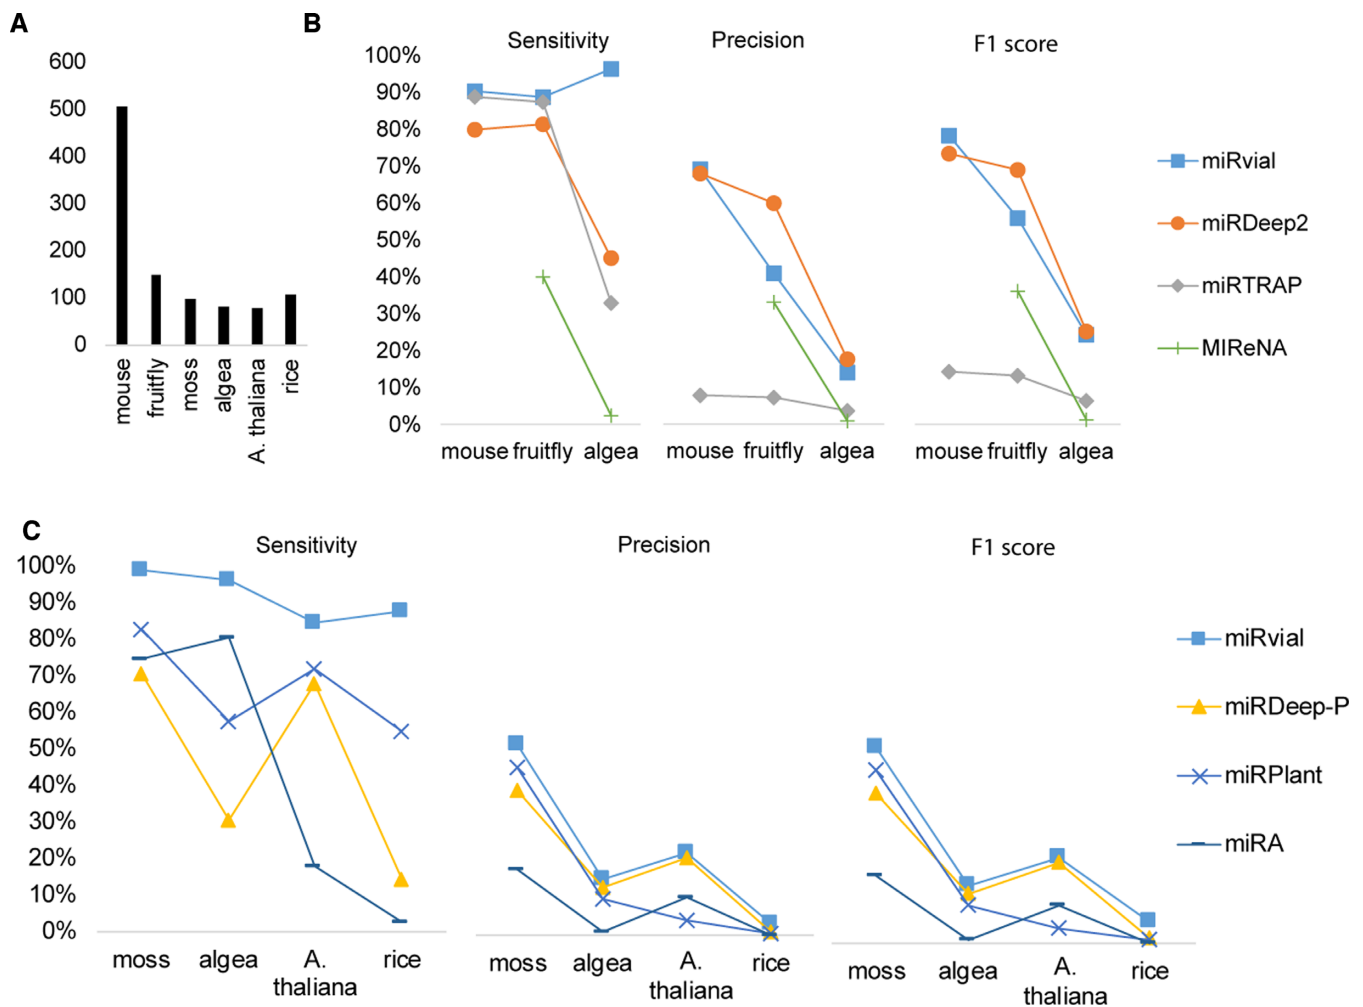 A
600
500
400
300
200
100
0
mouse
fruitfly
moss
algea
A. thaliana
rice
B
Sensitivity
Precision
F1 score
100%
90%
80%
70%
60%
50%
40%
30%
20%
10%
0%
mouse fruitfly algea
mouse fruitfly algea
mouse fruitfly algea
miRvial
miRDeep2
miRTRAP
MIReNA
C
Sensitivity
Precision
F1 score
100%
90%
80%
70%
60%
50%
40%
30%
20%
10%
0%
moss algea A. rice
thaliana
moss algea A. rice
thaliana
moss algea A. rice
thaliana
miRvial
miRDeep-P
miRPlant
miRA